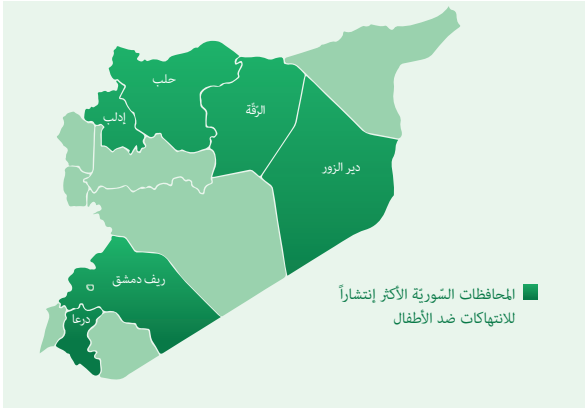 حلب
إدلب
الرّقّة
دير الزور
ريف دمشق
درعا
المحافظات السّوريّة الأكثر إنتشاراً
للانتهاكات ضد الأطفال